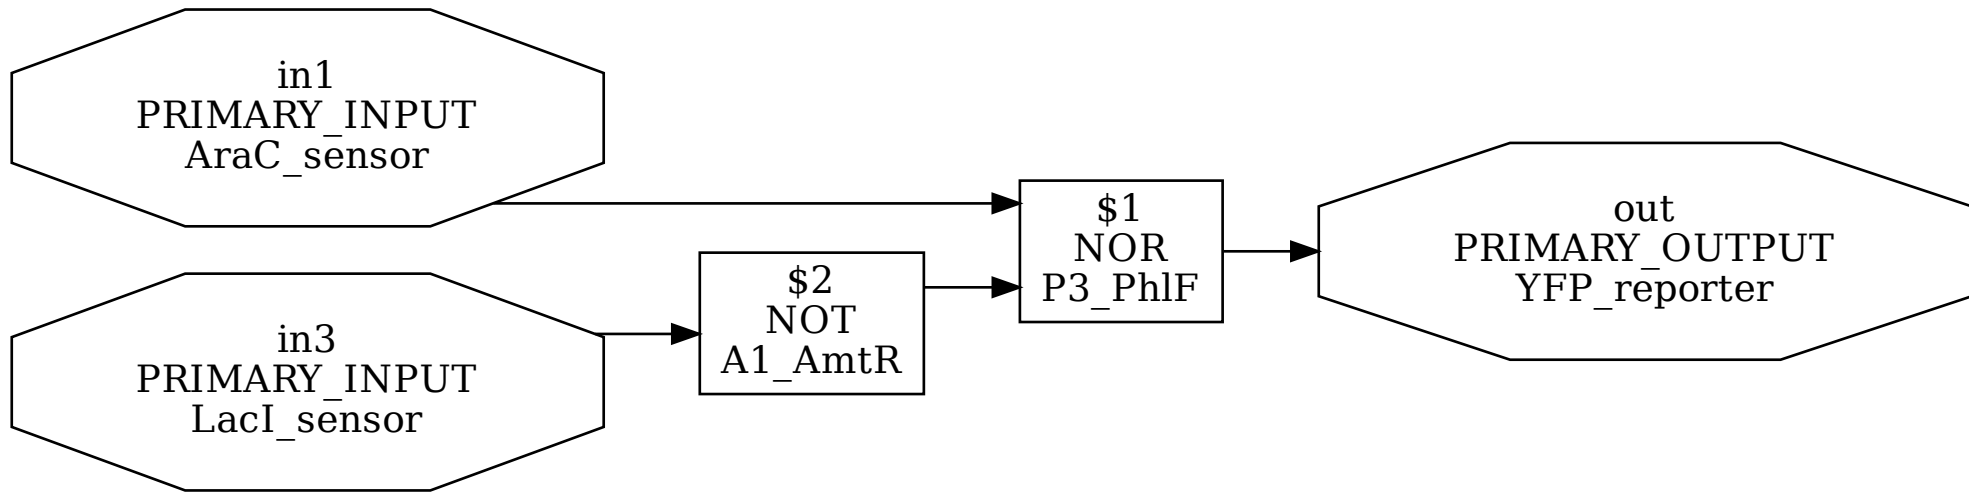 in1
PRIMARY_INPUT
AraC_sensor
in3
PRIMARY_INPUT
LacI_sensor
$2
NOT
A1_AmtR
$1
NOR
P3_PhlF
out
PRIMARY_OUTPUT
YFP_reporter